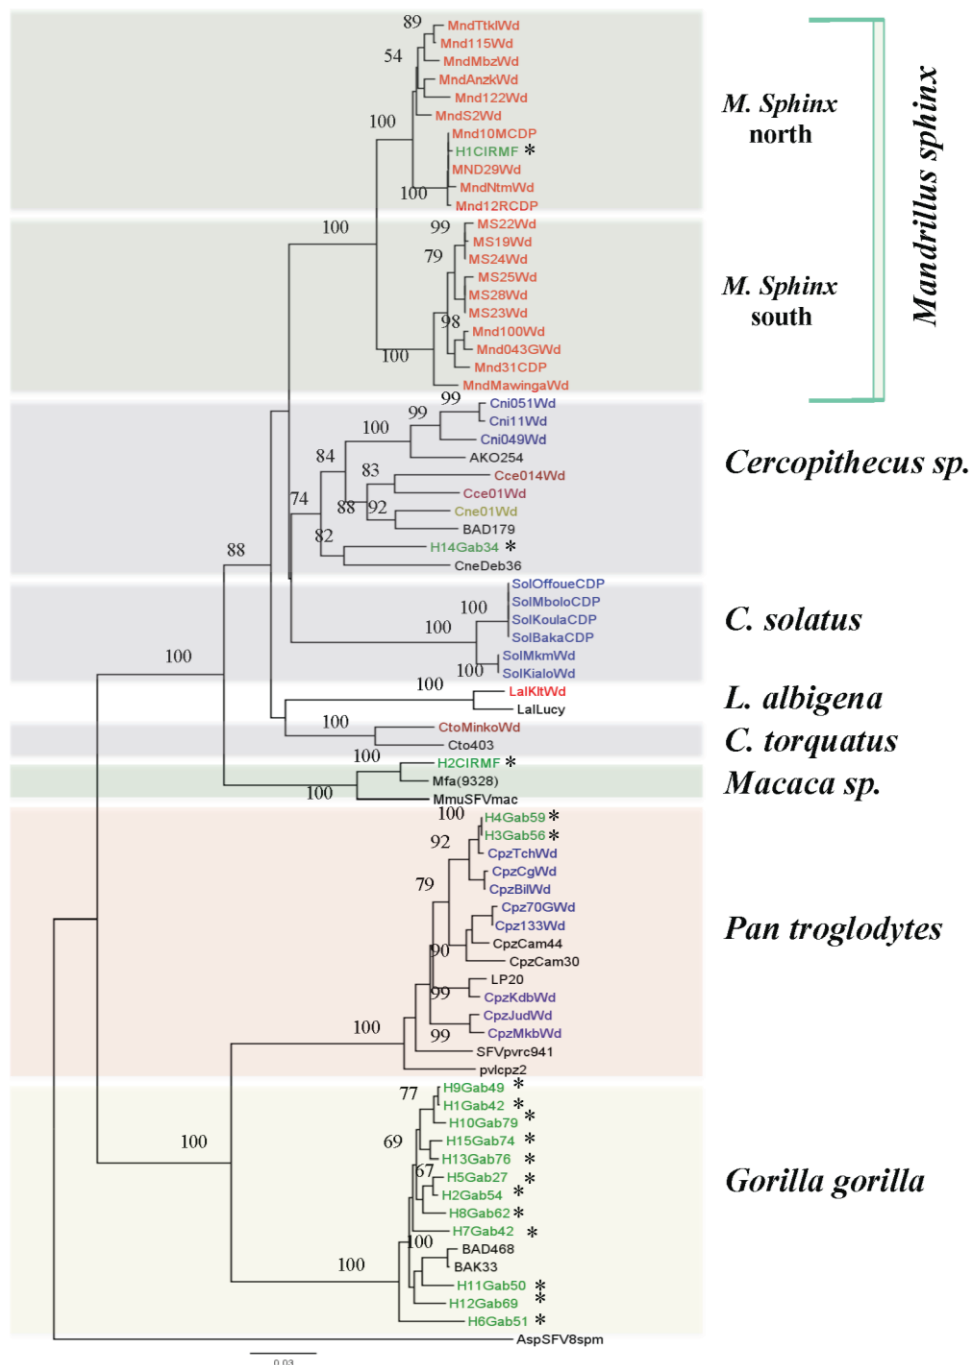 89
MndTtklWd
Mnd115Wd
54
MndMbzWd
MndAnzkWd
Mnd122Wd
MndS2Wd
100
Mnd10MCDP
H1CIRMF *
MND29Wd
MndNtmWd
100
Mnd12RCDP
M. Sphinx
north
Mandrillus sphinx
100
99
MS22Wd
MS19Wd
79
MS24Wd
MS25Wd
MS28Wd
MS23Wd
98
Mnd100Wd
Mnd043GWd
100
Mnd31CDP
MndMawingaWd
M. Sphinx
south
99
Cni051Wd
99
Cni11Wd
100
Cni049Wd
AKO254
84
83
Cce014Wd
Cce01Wd
74
88
92
Cne01Wd
BAD179
82
H14Gab34 *
CneDeb36
Cercopithecus sp.
88
SolOffoueCDP
SolMboloCDP
100
SolKoulaCDP
100
SolBakaCDP
SolMkmWd
100
SolKialoWd
C. solatus
100
100
LalKltWd
LalLucy
L. albigena
100
CtoMinkoWd
Cto403
C. torquatus
100
H2CIRMF *
Mfa(9328)
100
MmuSFVmac
Macaca sp.
100
H4Gab59 *
H3Gab56 *
92
CpzTchWd
CpzCgWd
79
CpzBilWd
Cpz70GWd
Cpz133Wd
90
CpzCam44
CpzCam30
LP20
99
CpzKdbWd
CpzJudWd
99
CpzMkbWd
100
SFVpvrc941
pvlcpz2
Pan troglodytes
77
H9Gab49 *
H1Gab42 *
H10Gab79 *
69
H15Gab74 *
H13Gab76 *
67
H5Gab27 *
H2Gab54 *
H8Gab62 *
H7Gab42 *
100
100
BAD468
BAK33
100
H11Gab50 *
H12Gab69 *
H6Gab51 *
Gorilla gorilla
AspSFV8spm
0.03